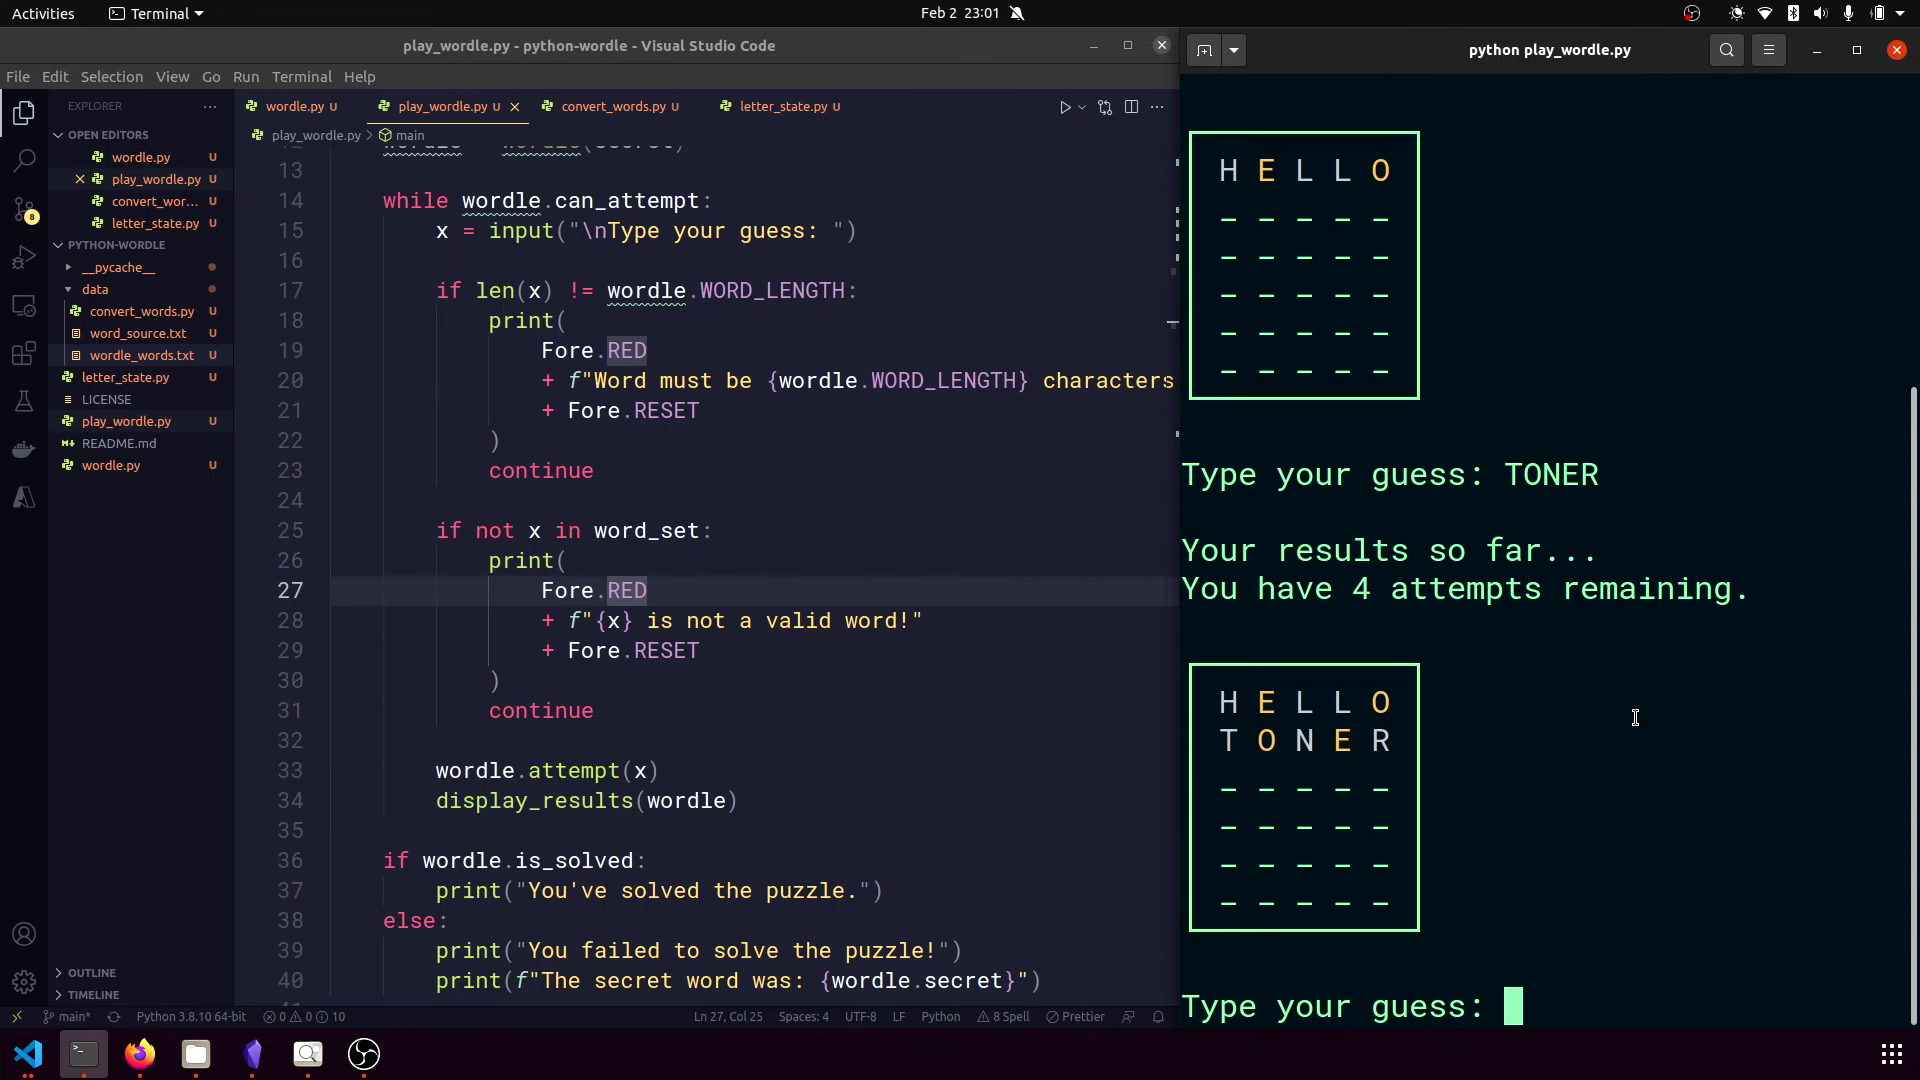 Activities
Terminal
Feb 2 23:01
play_wordle.py - python-wordle - Visual Studio Code
File Edit Selection View Go Run Terminal Help
EXPLORER
OPEN EDITORS
wordle.py U
play_wordle.py U
convert_wor... U
letter_state.py U
PYTHON-WORDLE
__pycache__
data
convert_words.py
word_source.txt
wordle_words.txt
letter_state.py U
LICENSE
play_wordle.py U
README.md
wordle.py U
OUTLINE
TIMELINE
8
wordle.py U
play_wordle.py U
convert_words.py U
letter_state.py U
play_wordle.py > main
13
14 while wordle.can_attempt:
15 x = input("\nType your guess: ")
16
17 if len(x) != wordle.WORD_LENGTH:
18 print(
19 Fore.RED
20 + f"Word must be {wordle.WORD_LENGTH} characters
21 + Fore.RESET
22 )
23 continue
24
25 if not x in word_set:
26 print(
27 Fore.RED
28 + f"{x} is not a valid word!"
29 + Fore.RESET
30 )
31 continue
32
33 wordle.attempt(x)
34 display_results(wordle)
35
36 if wordle.is_solved:
37 print("You've solved the puzzle.")
38 else:
39 print("You failed to solve the puzzle!")
40 print(f"The secret word was: {wordle.secret}")
main* Python 3.8.10 64-bit 0 0 10 Ln 27, Col 25 Spaces: 4 UTF-8 LF Python 8 Spell Prettier
python play_wordle.py
H E L L O
_ _ _ _ _
_ _ _ _ _
_ _ _ _ _
_ _ _ _ _
_ _ _ _ _
Type your guess: TONER
Your results so far...
You have 4 attempts remaining.
H E L L O
T O N E R
_ _ _ _ _
_ _ _ _ _
_ _ _ _ _
_ _ _ _ _
Type your guess: